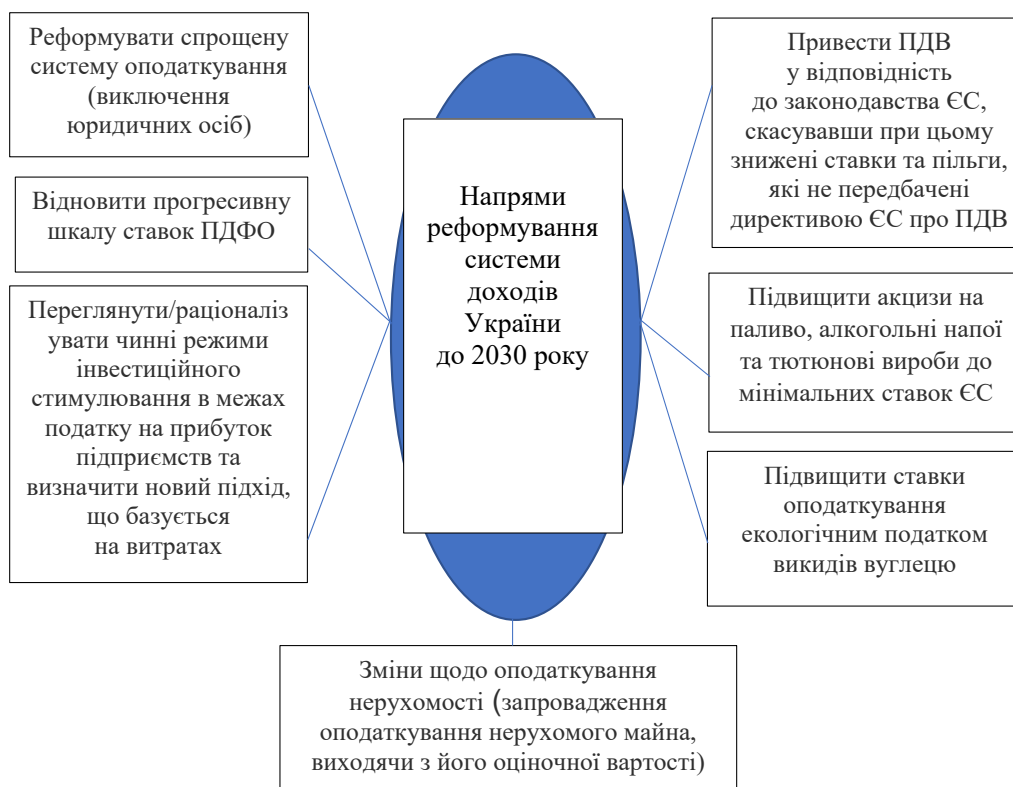 Реформувати спрощену
систему оподаткування
(виключення
юридичних осіб)
Відновити прогресивну
шкалу ставок ПДФО
Переглянути/раціоналіз
увати чинні режими
інвестиційного
стимулювання в межах
податку на прибуток
підприємств та
визначити новий підхід,
що базується
на витратах
Напрями
реформування
системи
доходів
України
до 2030 року
Привести ПДВ
у відповідність
до законодавства ЄС,
скасувавши при цьому
знижені ставки та пільги,
які не передбачені
директивою ЄС про ПДВ
Підвищити акцизи на
паливо, алкогольні напої
та тютюнові вироби до
мінімальних ставок ЄС
Підвищити ставки
оподаткування
екологічним податком
викидів вуглецю
Зміни щодо оподаткування
нерухомості (запровадження
оподаткування нерухомого майна,
виходячи з його оціночної вартості)